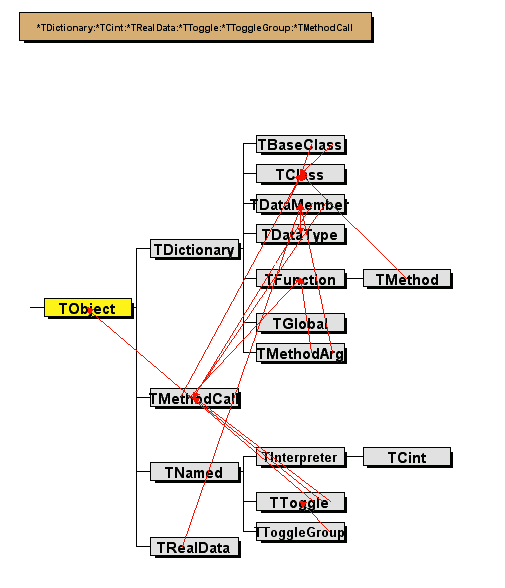 *TDictionary:*TCint:*TRealData:*TToggle:*TToggleGroup:*TMethodCall
TBaseClass
TClass
TDataMember
TDataType
TDictionary
TFunction
TMethod
TObject
TGlobal
TMethodArg
TMethodCall
TInterpreter
TCint
TNamed
TToggle
TToggleGroup
TRealData